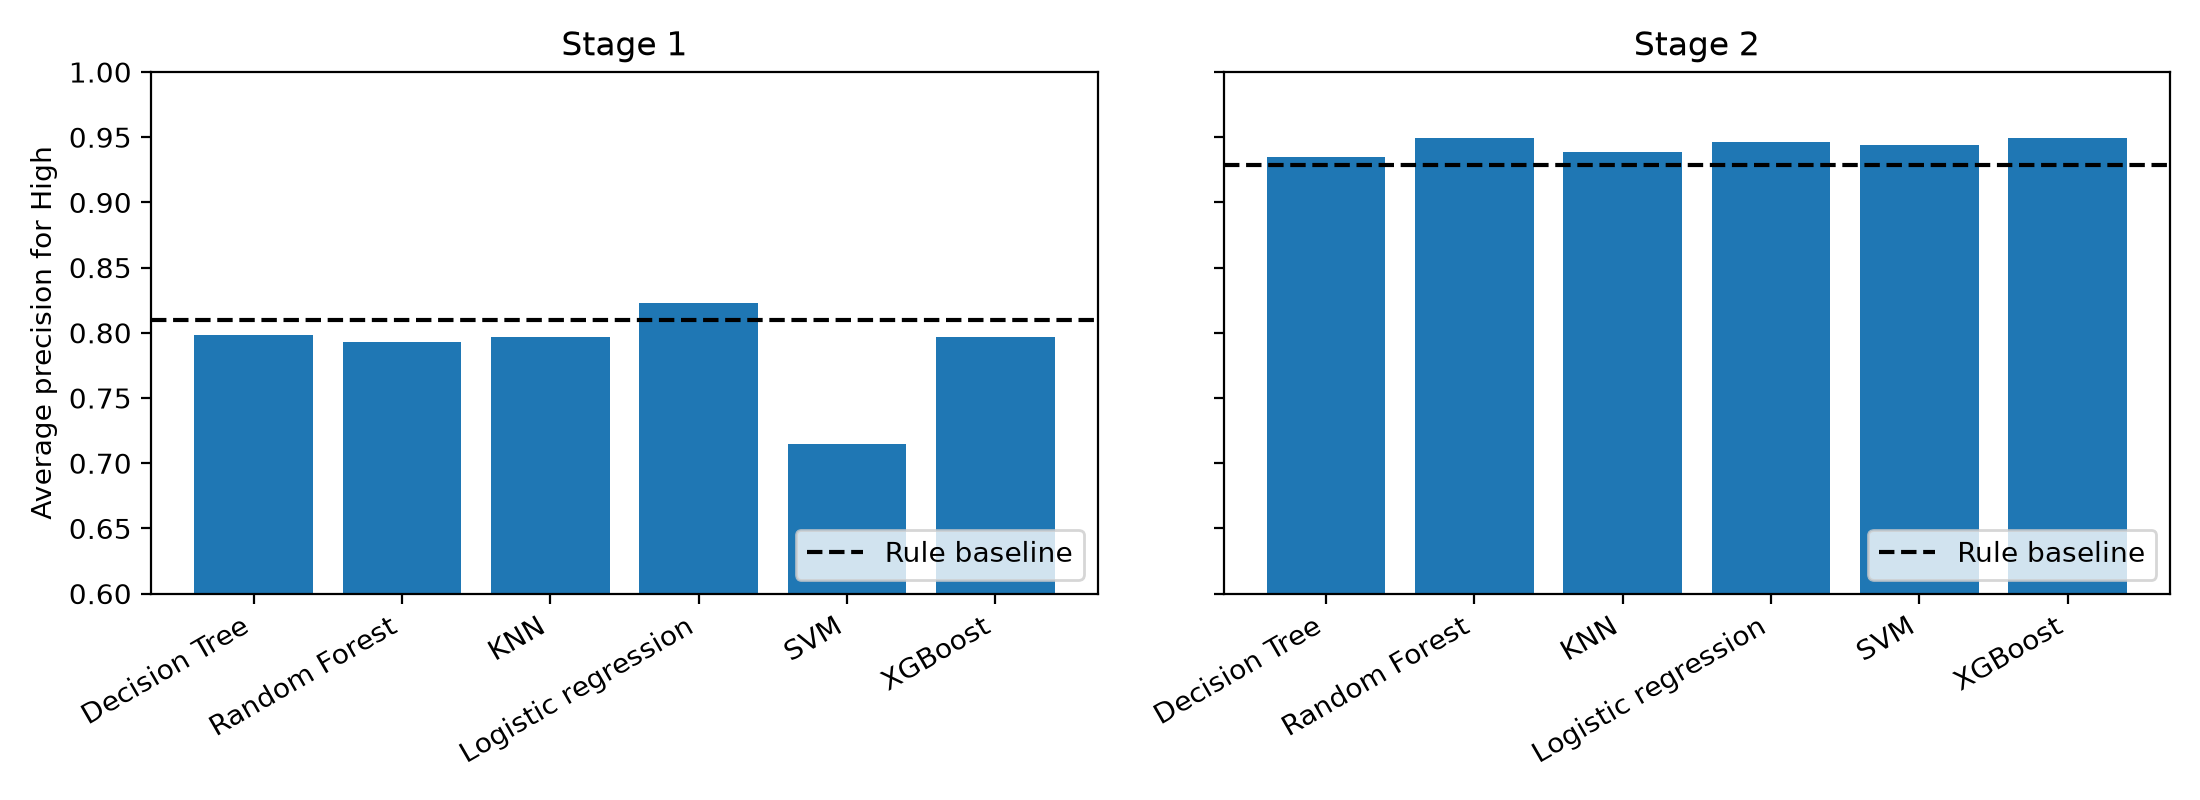 Stage 1
Average precision for High
1.00
0.95
0.90
0.85
0.80
0.75
0.70
0.65
0.60
Rule baseline
Decision Tree
Random Forest
KNN
Logistic regression
SVM
XGBoost
Stage 2
Rule baseline
Decision Tree
Random Forest
KNN
Logistic regression
SVM
XGBoost